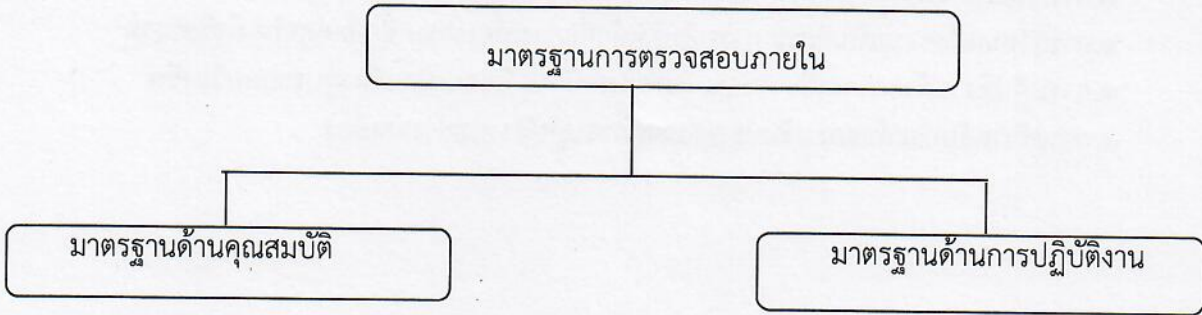 มาตรฐานการตรวจสอบภายใน
มาตรฐานด้านคุณสมบัติ
มาตรฐานด้านการปฏิบัติงาน